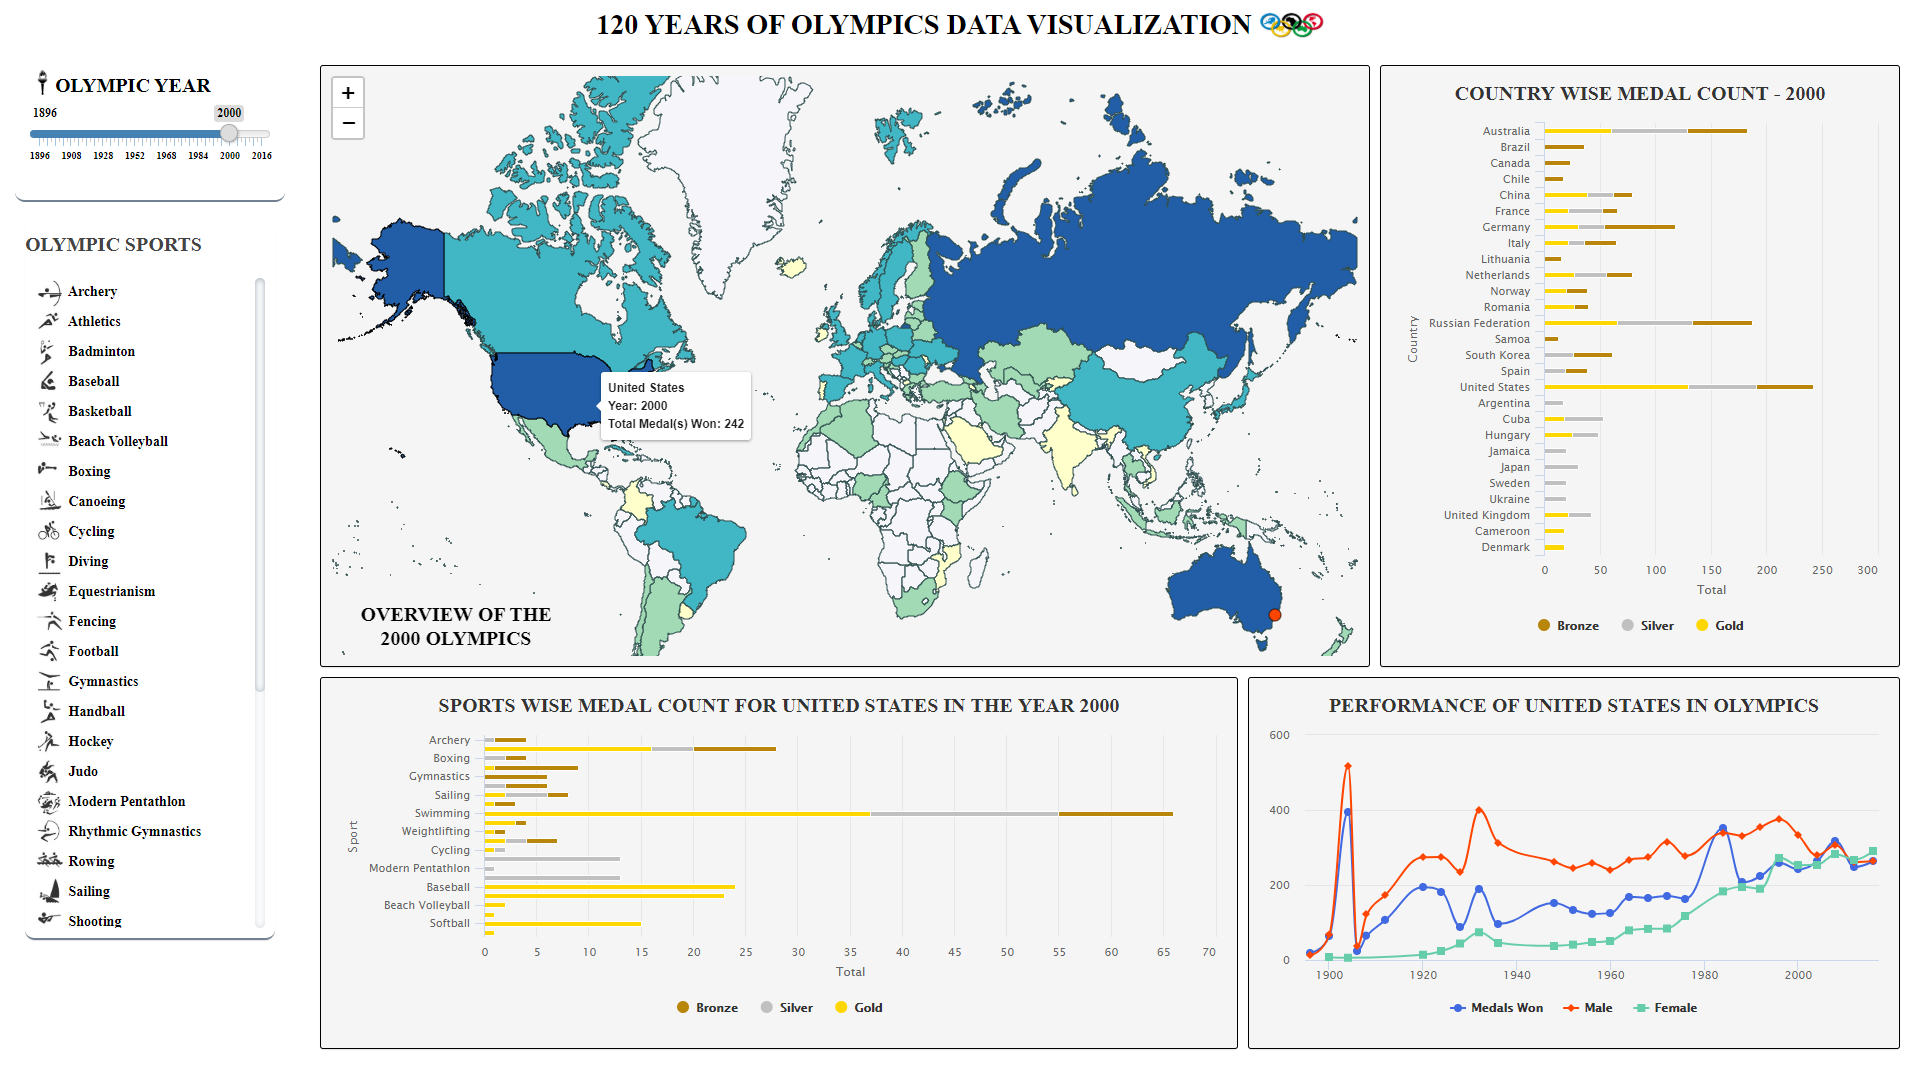 120 YEARS OF OLYMPICS DATA VISUALIZATION
OLYMPIC YEAR
1896
2000
1896 1908 1928 1952 1968 1984 2000 2016
OLYMPIC SPORTS
Archery
Athletics
Badminton
Baseball
Basketball
Beach Volleyball
Boxing
Canoeing
Cycling
Diving
Equestrianism
Fencing
Football
Gymnastics
Handball
Hockey
Judo
Modern Pentathlon
Rhythmic Gymnastics
Rowing
Sailing
Shooting
+
−
United States
Year: 2000
Total Medal(s) Won: 242
OVERVIEW OF THE
2000 OLYMPICS
COUNTRY WISE MEDAL COUNT - 2000
Country
Australia
Brazil
Canada
Chile
China
France
Germany
Italy
Lithuania
Netherlands
Norway
Romania
Russian Federation
Samoa
South Korea
Spain
United States
Argentina
Cuba
Hungary
Jamaica
Japan
Sweden
Ukraine
United Kingdom
Cameroon
Denmark
0 50 100 150 200 250 300
Total
Bronze Silver Gold
SPORTS WISE MEDAL COUNT FOR UNITED STATES IN THE YEAR 2000
Sport
Archery
Boxing
Gymnastics
Sailing
Swimming
Weightlifting
Cycling
Modern Pentathlon
Baseball
Beach Volleyball
Softball
0 5 10 15 20 25 30 35 40 45 50 55 60 65 70
Total
Bronze Silver Gold
PERFORMANCE OF UNITED STATES IN OLYMPICS
600
400
200
0
1900 1920 1940 1960 1980 2000
Medals Won Male Female